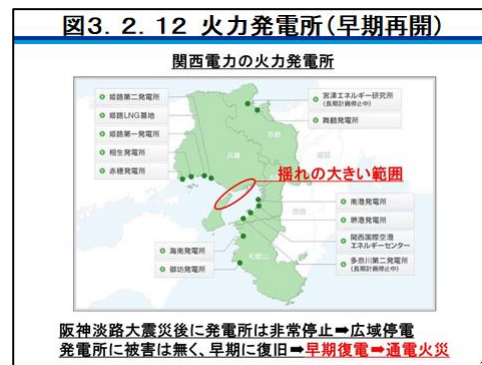 図3.2.12 火力発電所(早期再開)
関西電力の火力発電所
姫路第二発電所
姫路LNG基地
姫路第一発電所
相生発電所
赤穂発電所
宮津エネルギー研究所
(長期計画停止中)
舞鶴発電所
兵庫
京都
揺れの大きい範囲
南港発電所
堺港発電所
関西国際空港
エネルギーセンター
多奈川第二発電所
(長期計画停止中)
海南発電所
御坊発電所
和歌山
阪神淡路大震災後に発電所は非常停止➡広域停電
発電所に被害は無く、早期に復旧➡早期復電➡通電火災